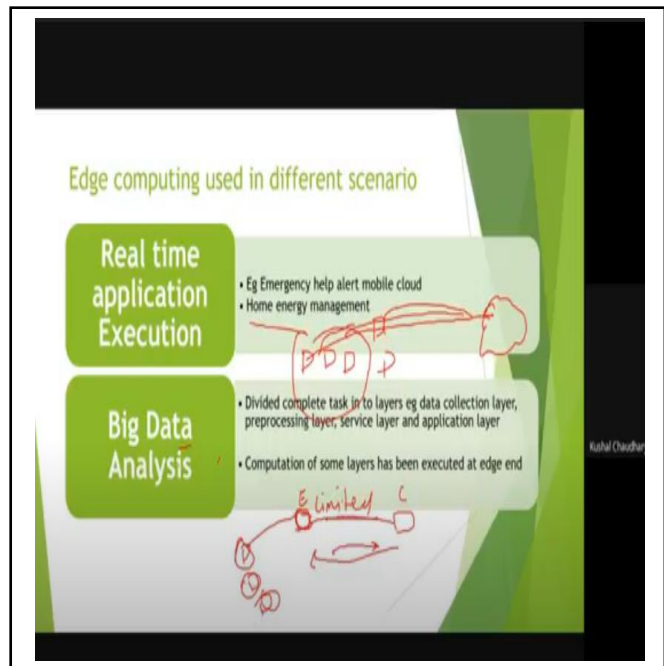 Edge computing used in different scenario
Real time
application
Execution
• Eg Emergency help alert mobile cloud
• Home energy management
D D D D D
Big Data
Analysis
• Divided complete task in to layers eg data collection layer,
preprocessing layer, service layer and application layer
• Computation of some layers has been executed at edge end
Kushal Chaudhary
E limited C